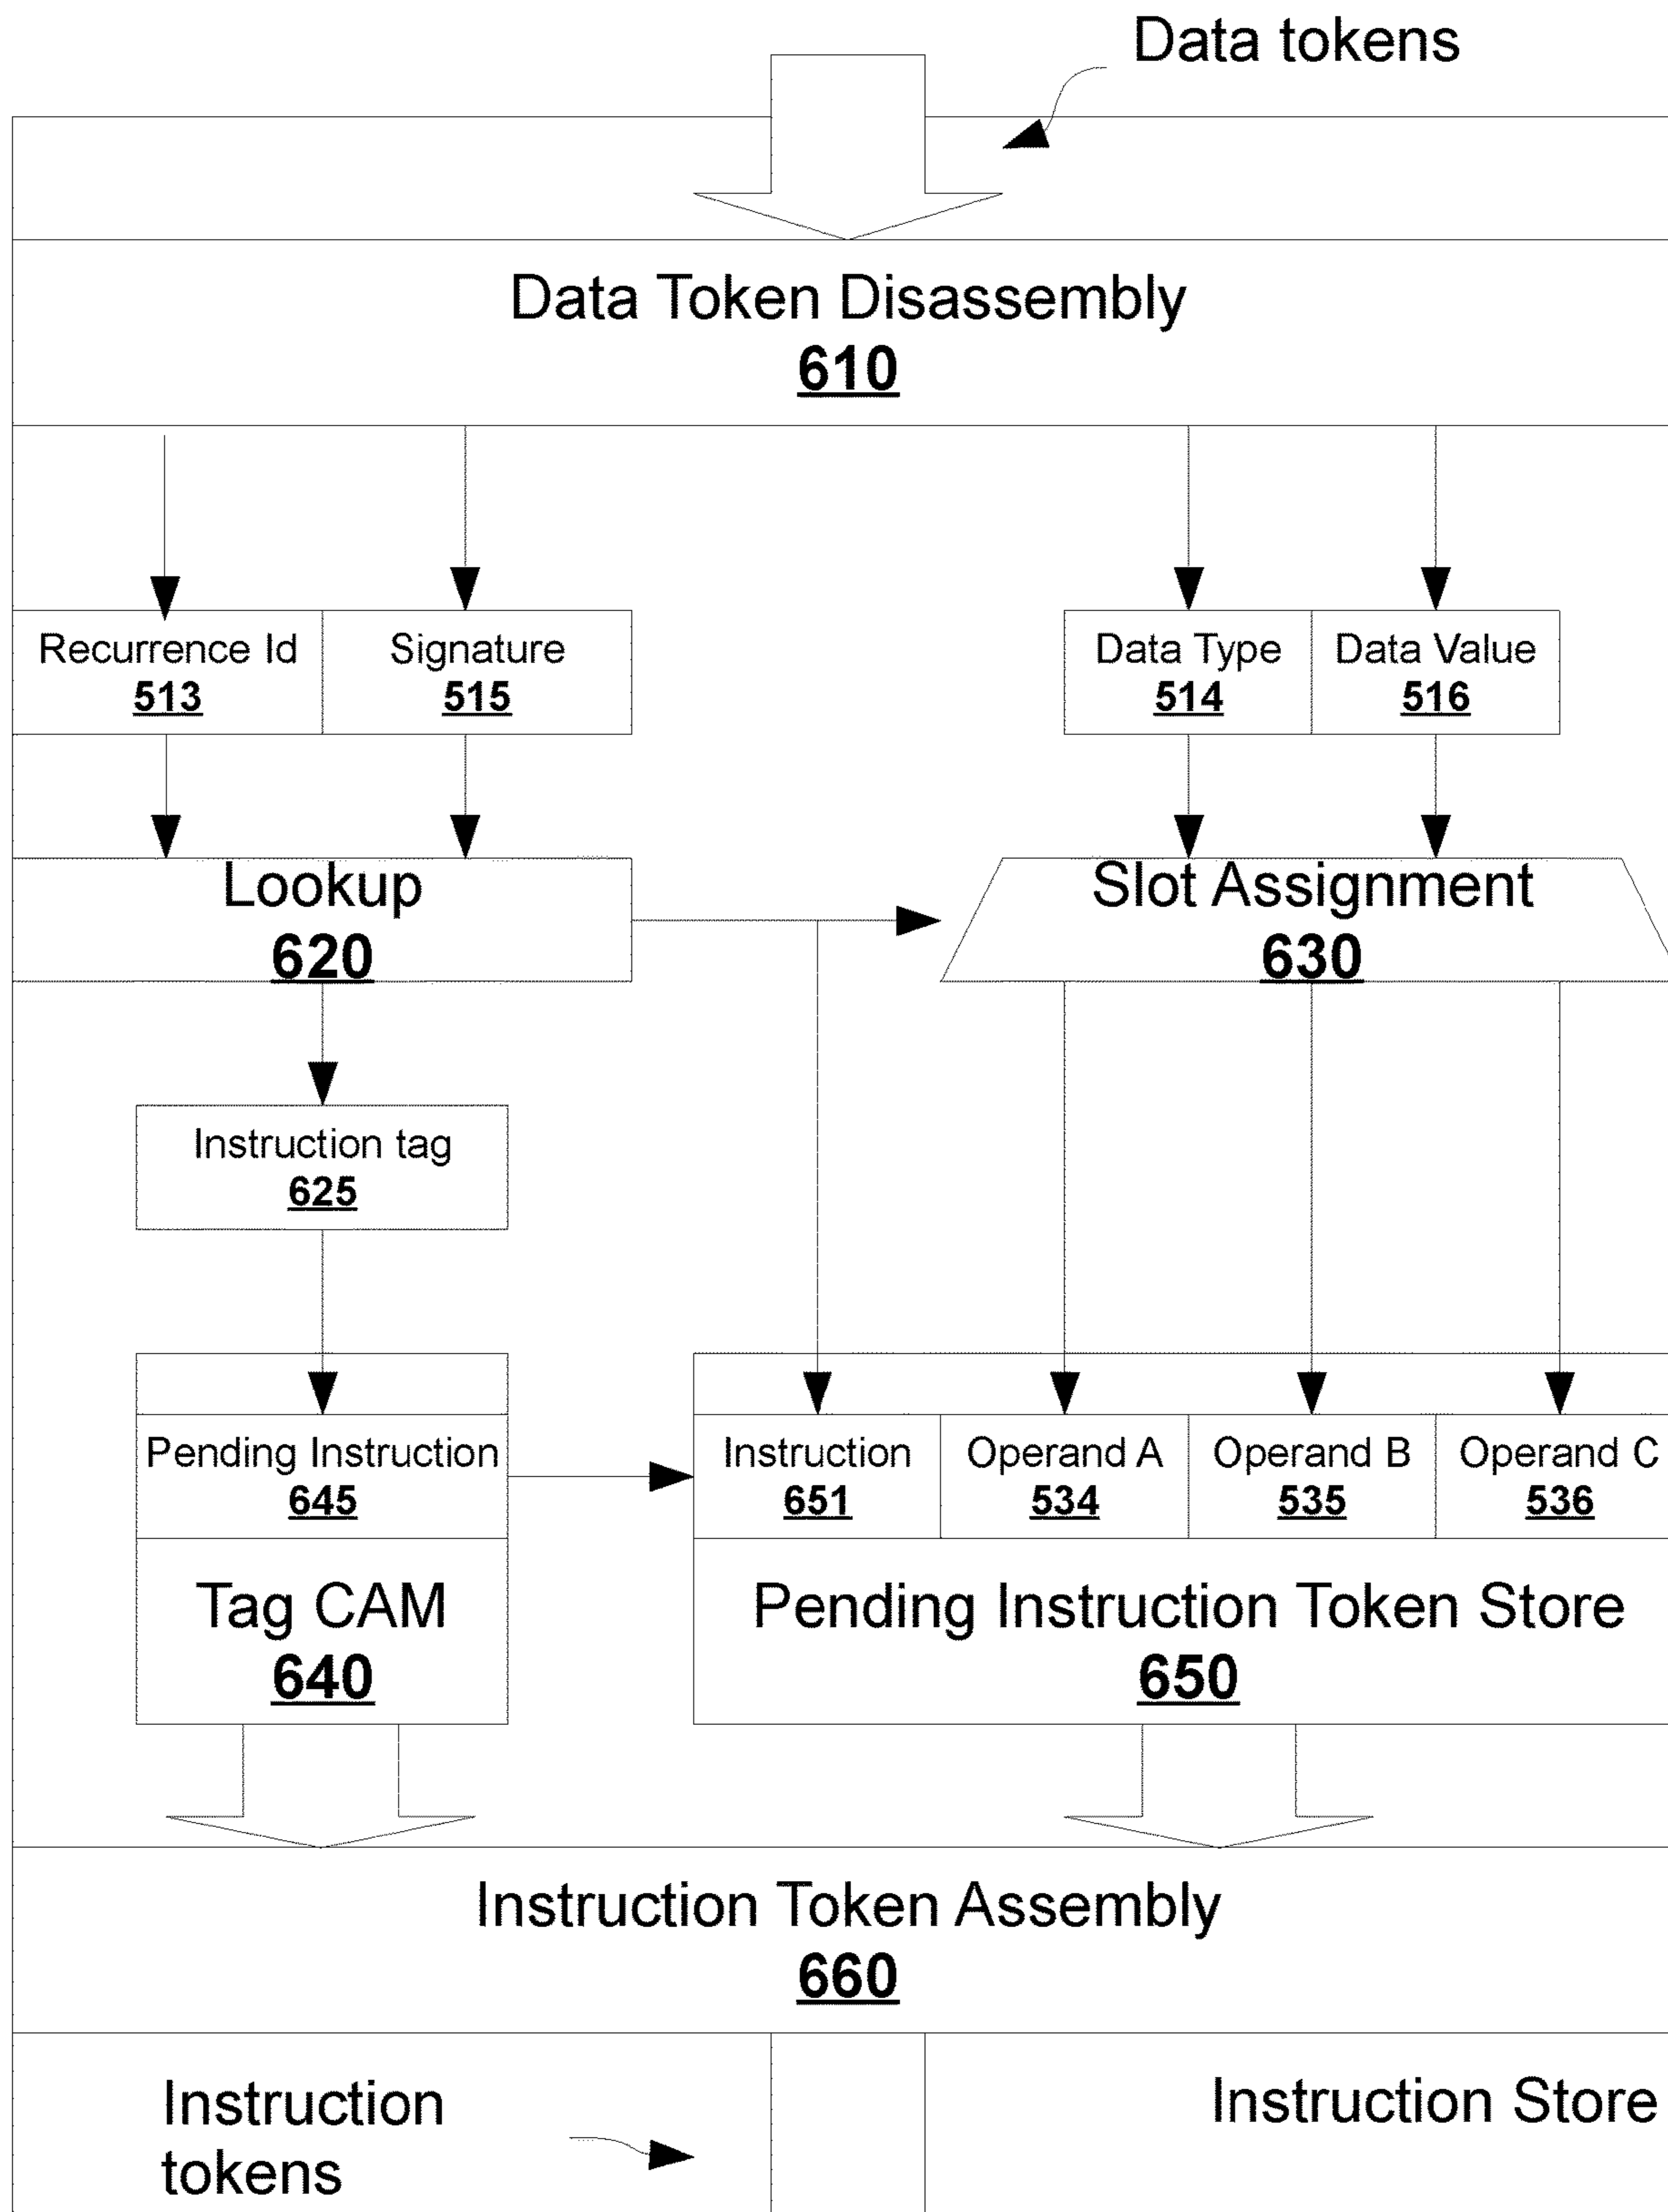 Data tokens
Data Token Disassembly
610
Recurrence Id
513
Signature
515
Data Type
514
Data Value
516
Lookup
620
Slot Assignment
630
Instruction tag
625
Pending Instruction
645
Instruction
651
Operand A
534
Operand B
535
Operand C
536
Tag CAM
640
Pending Instruction Token Store
650
Instruction Token Assembly
660
Instruction
tokens
Instruction Store